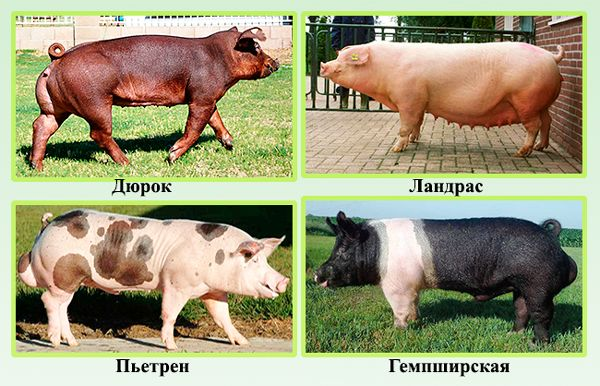 Дюрок
Ландрас
Пьетрен
Гемпширская